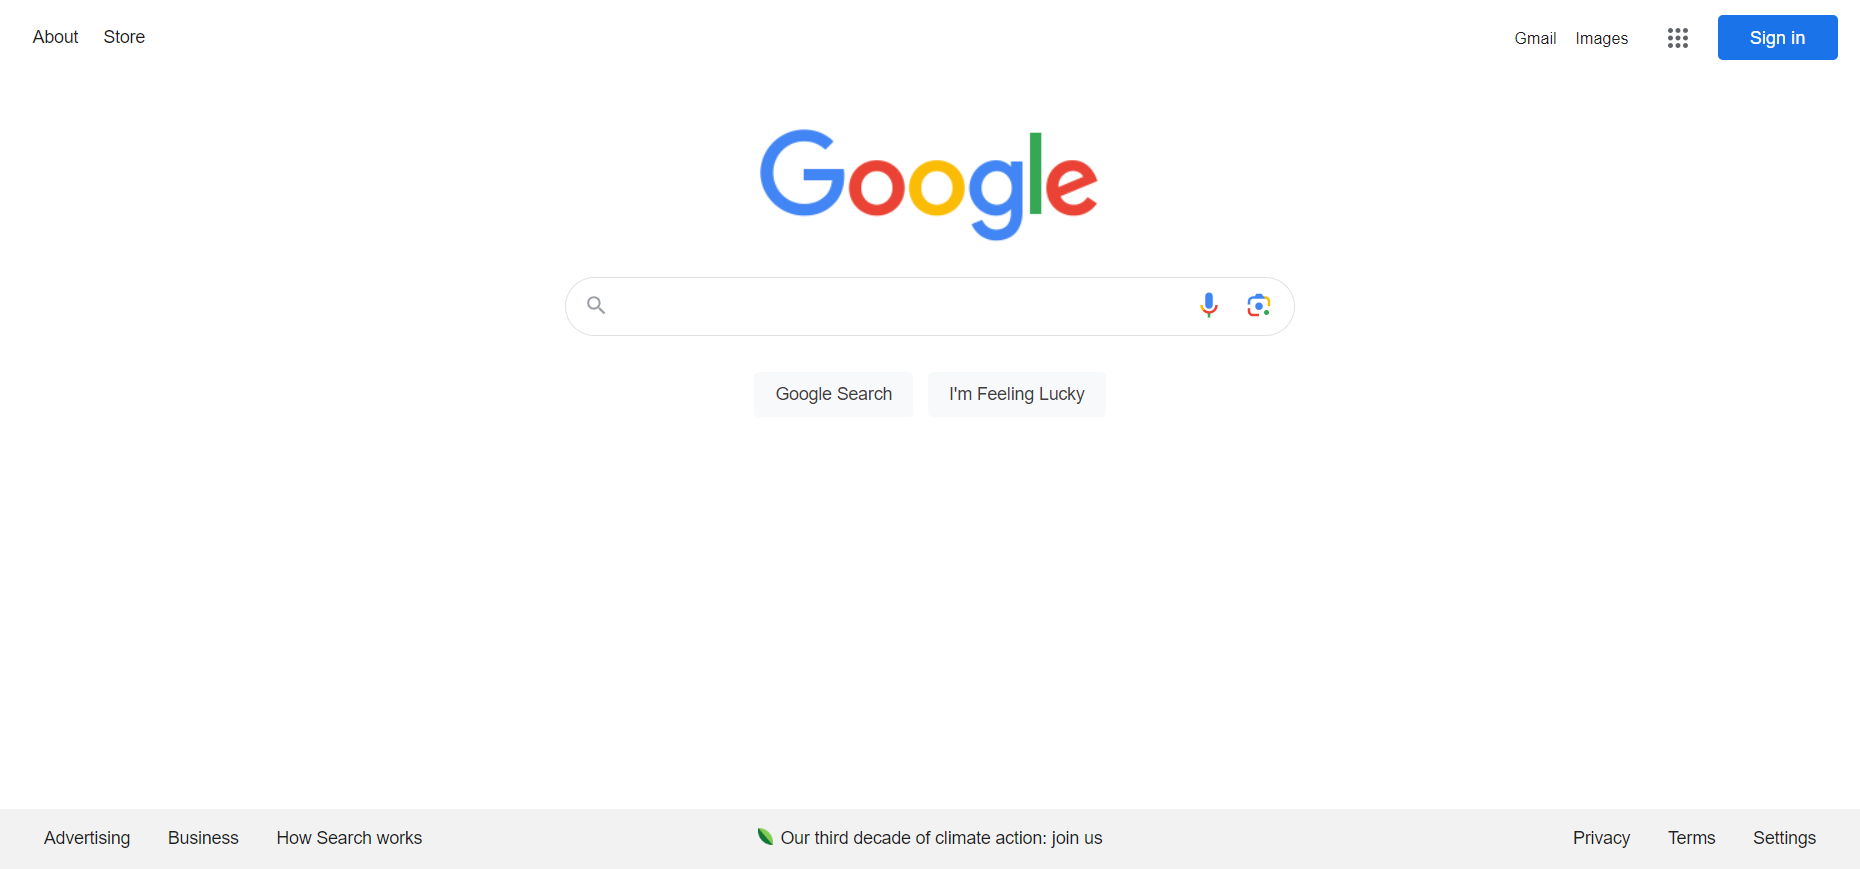 About Store Gmail Images Sign in
Google
Google Search I'm Feeling Lucky
Advertising Business How Search works Our third decade of climate action: join us Privacy Terms Settings